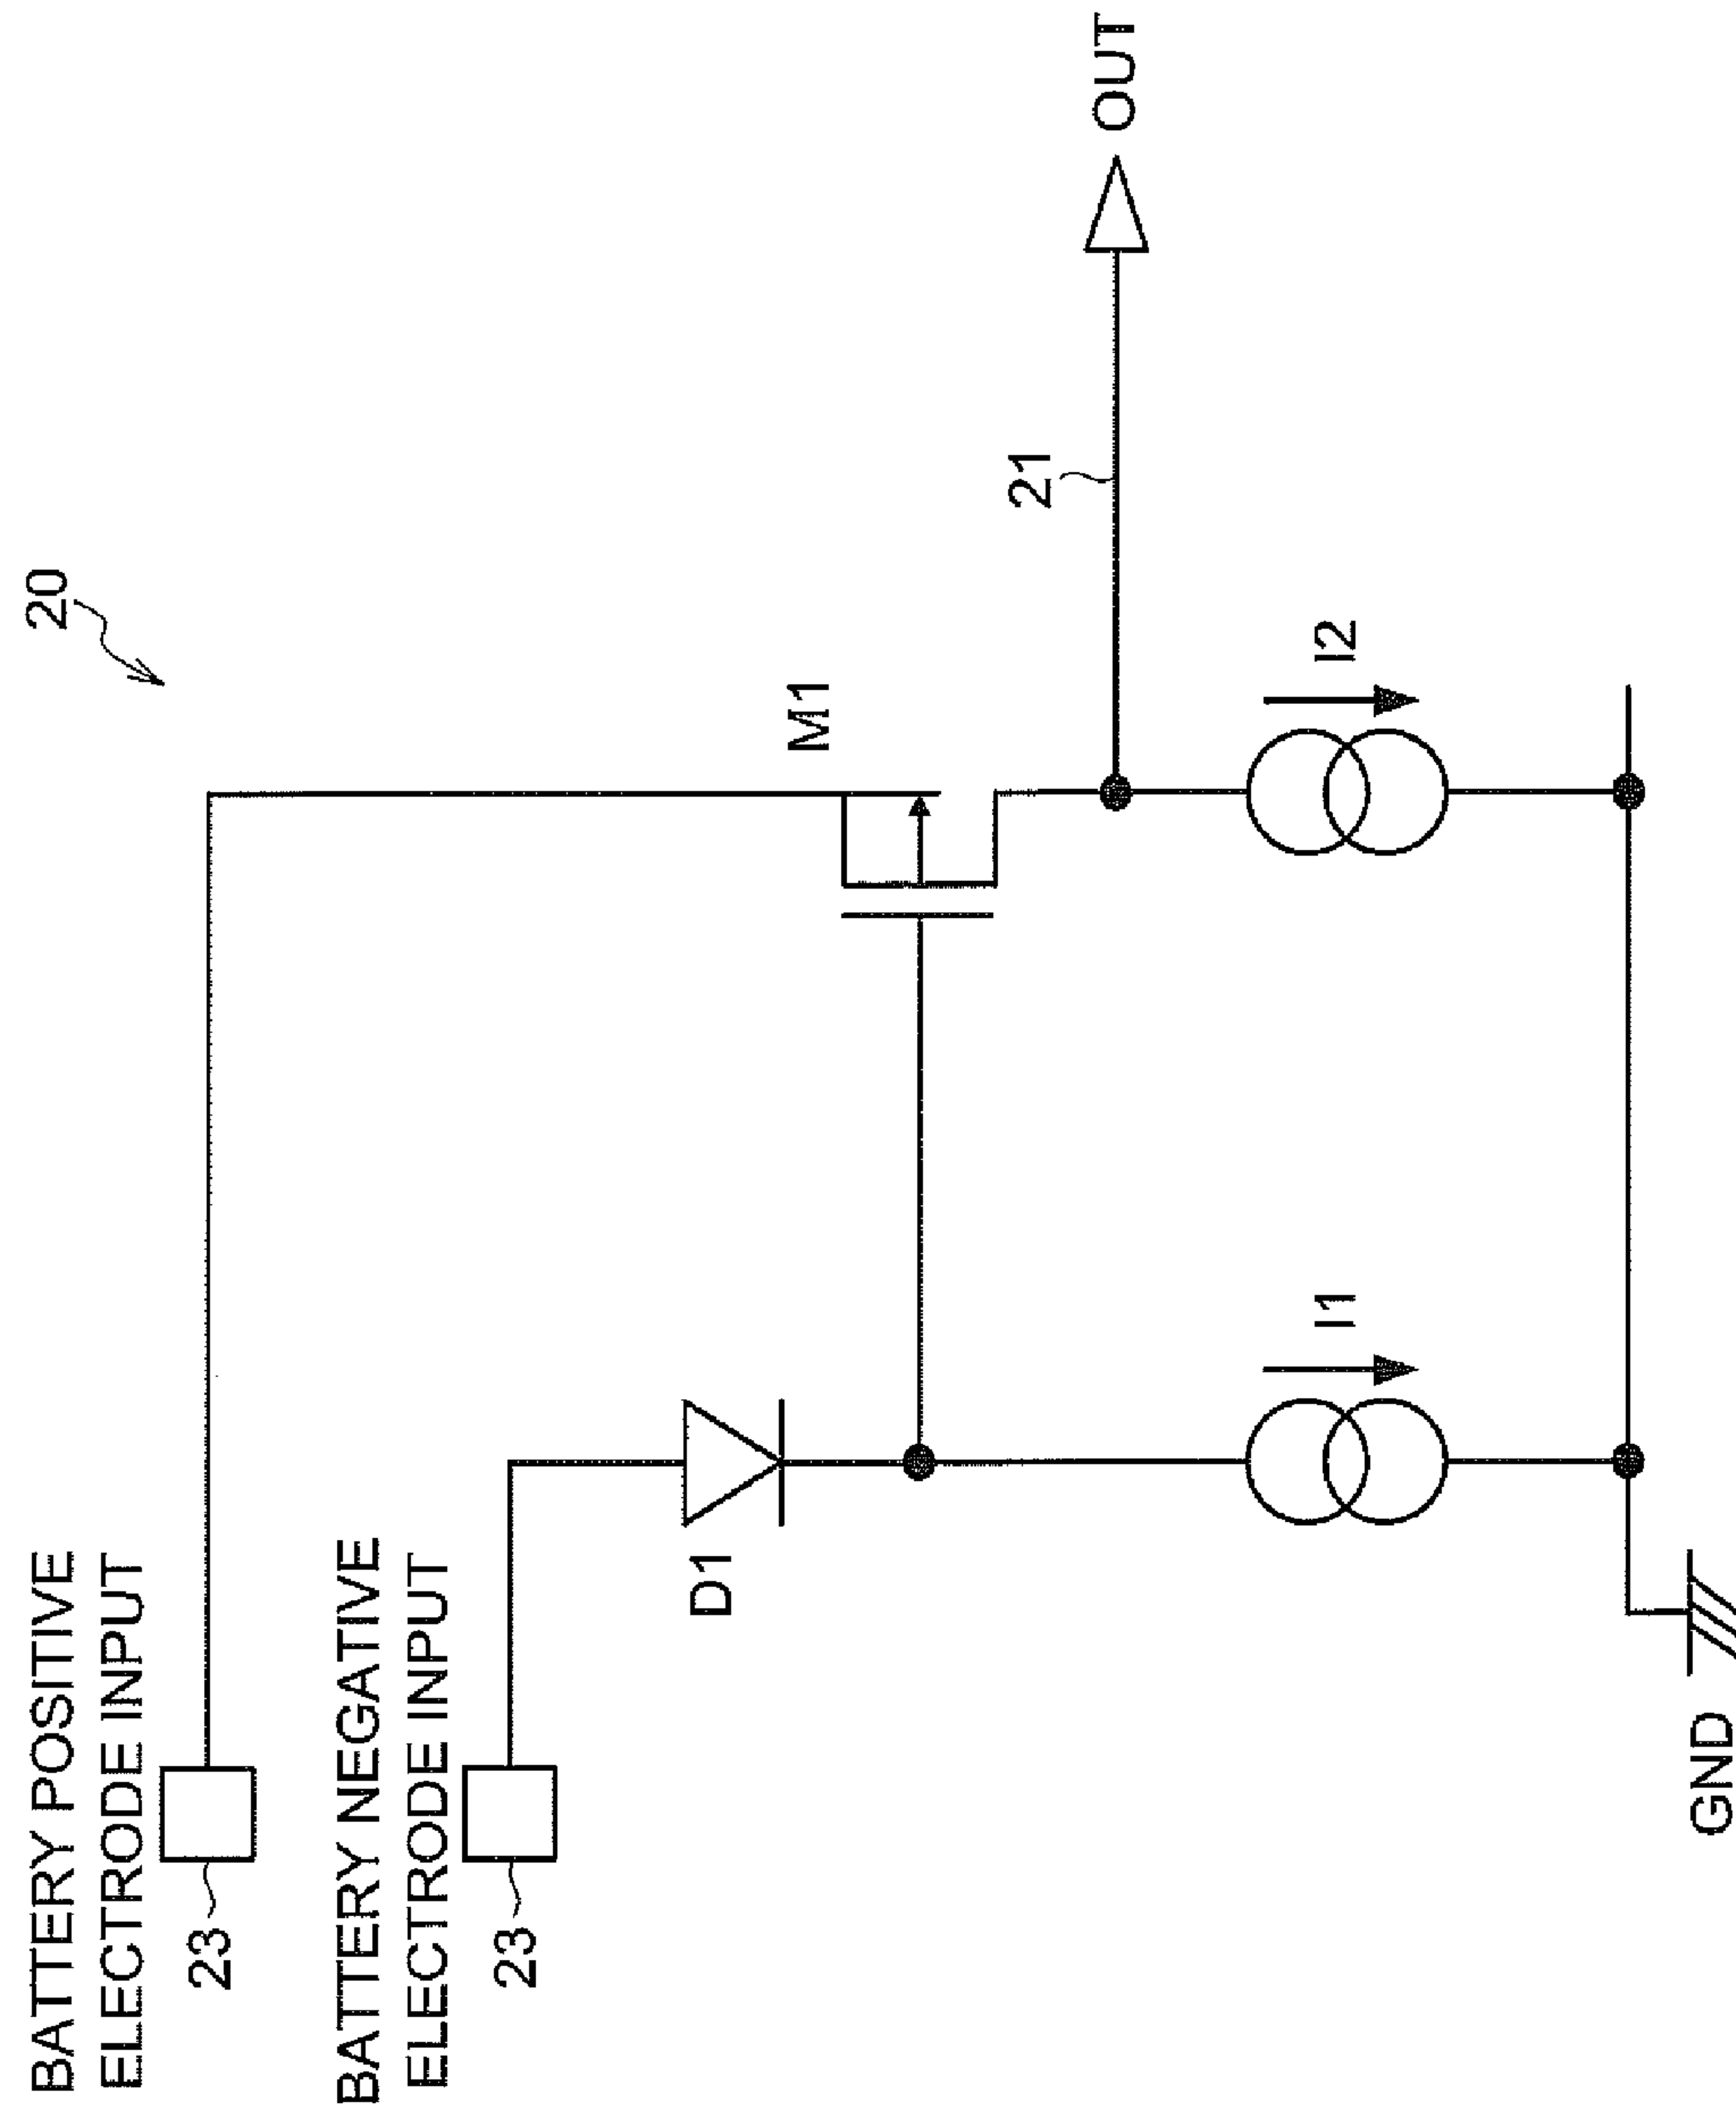 20
BATTERY POSITIVE
ELECTRODE INPUT
23
BATTERY NEGATIVE
ELECTRODE INPUT
23
D1
M1
21
OUT
I1
I2
GND